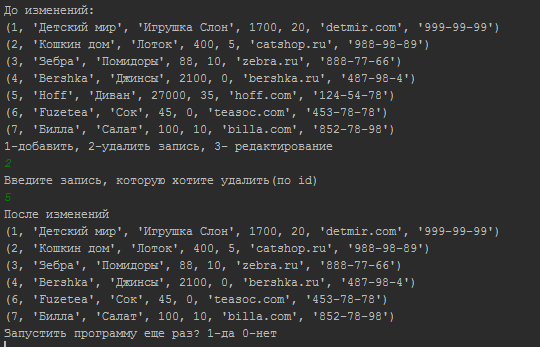 До изменений:
(1, 'Детский мир', 'Игрушка Слон', 1700, 20, 'detmir.com', '999-99-99')
(2, 'Кошкин дом', 'Лоток', 400, 5, 'catshop.ru', '988-98-89')
(3, 'Зебра', 'Помидоры', 88, 10, 'zebra.ru', '888-77-66')
(4, 'Bershka', 'Джинсы', 2100, 0, 'bershka.ru', '487-98-4')
(5, 'Hoff', 'Диван', 27000, 35, 'hoff.com', '124-54-78')
(6, 'Fuzetea', 'Сок', 45, 0, 'teasoc.com', '453-78-78')
(7, 'Билла', 'Салат', 100, 10, 'billa.com', '852-78-98')
1-добавить, 2-удалить запись, 3- редактирование
2
Введите запись, которую хотите удалить(по id)
5
После изменений
(1, 'Детский мир', 'Игрушка Слон', 1700, 20, 'detmir.com', '999-99-99')
(2, 'Кошкин дом', 'Лоток', 400, 5, 'catshop.ru', '988-98-89')
(3, 'Зебра', 'Помидоры', 88, 10, 'zebra.ru', '888-77-66')
(4, 'Bershka', 'Джинсы', 2100, 0, 'bershka.ru', '487-98-4')
(6, 'Fuzetea', 'Сок', 45, 0, 'teasoc.com', '453-78-78')
(7, 'Билла', 'Салат', 100, 10, 'billa.com', '852-78-98')
Запустить программу еще раз? 1-да 0-нет